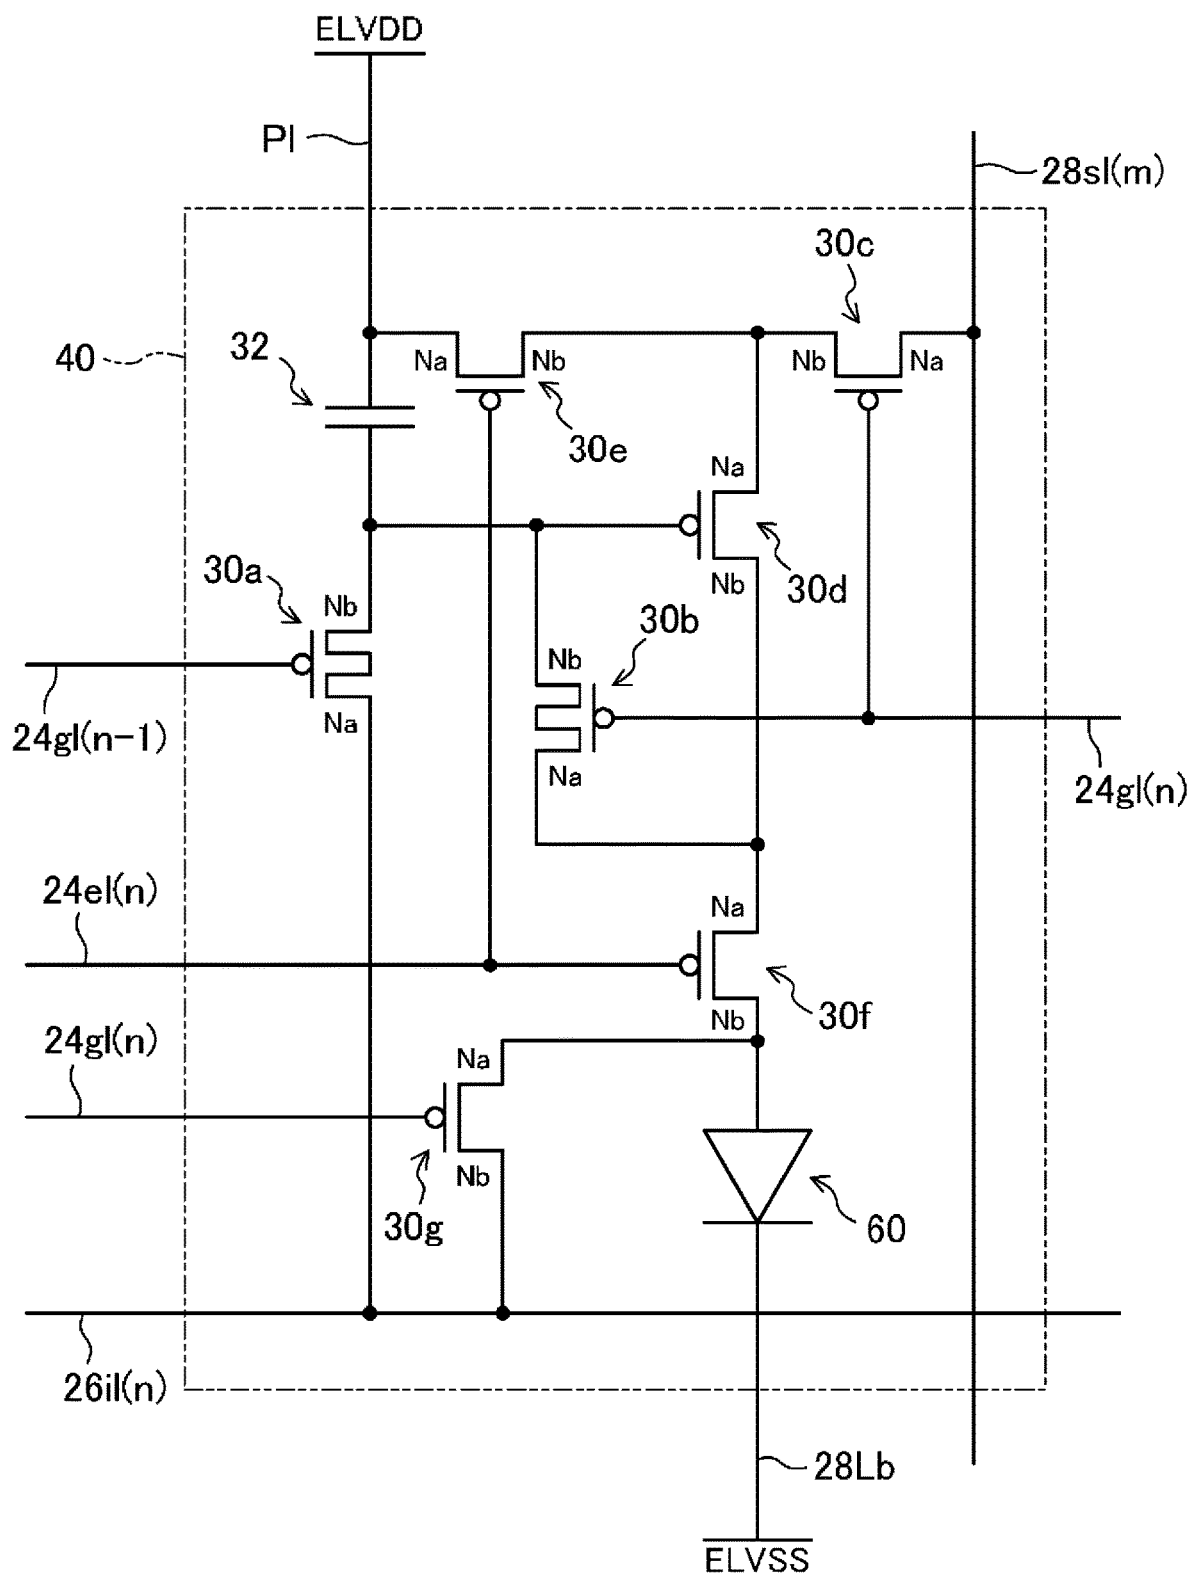 ELVDD
Pl
28sl(m)
30c
40
32
Na
Nb
Nb
Na
30e
Na
30a
Nb
30d
Nb
30b
Nb
24gl(n-1)
Na
Na
24gl(n)
24el(n)
Na
30f
24gl(n)
Nb
Na
Nb
30g
60
26il(n)
28Lb
ELVSS